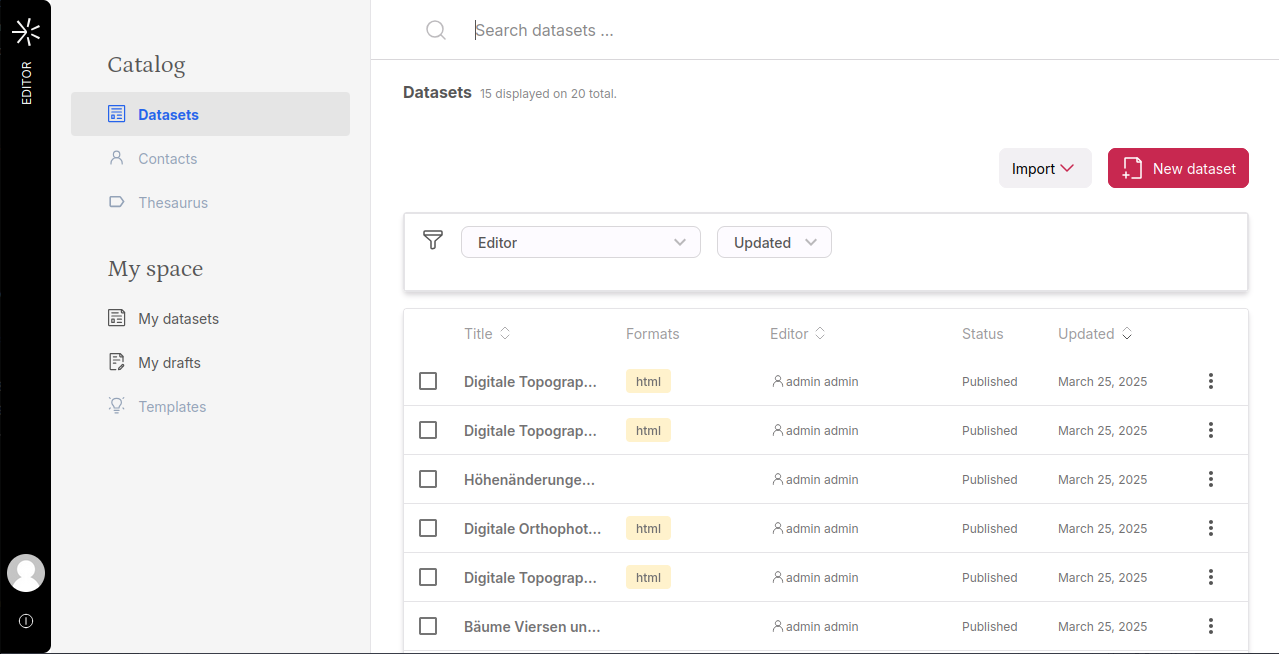 EDITOR
Catalog
Datasets
Contacts
Thesaurus
My space
My datasets
My drafts
Templates
Search datasets ...
Datasets 15 displayed on 20 total.
Import New dataset
Editor Updated
Title Formats Editor Status Updated
Digitale Topograp... html admin admin Published March 25, 2025
Digitale Topograp... html admin admin Published March 25, 2025
Höhenänderunge... admin admin Published March 25, 2025
Digitale Orthophot... html admin admin Published March 25, 2025
Digitale Topograp... html admin admin Published March 25, 2025
Bäume Viersen un... admin admin Published March 25, 2025